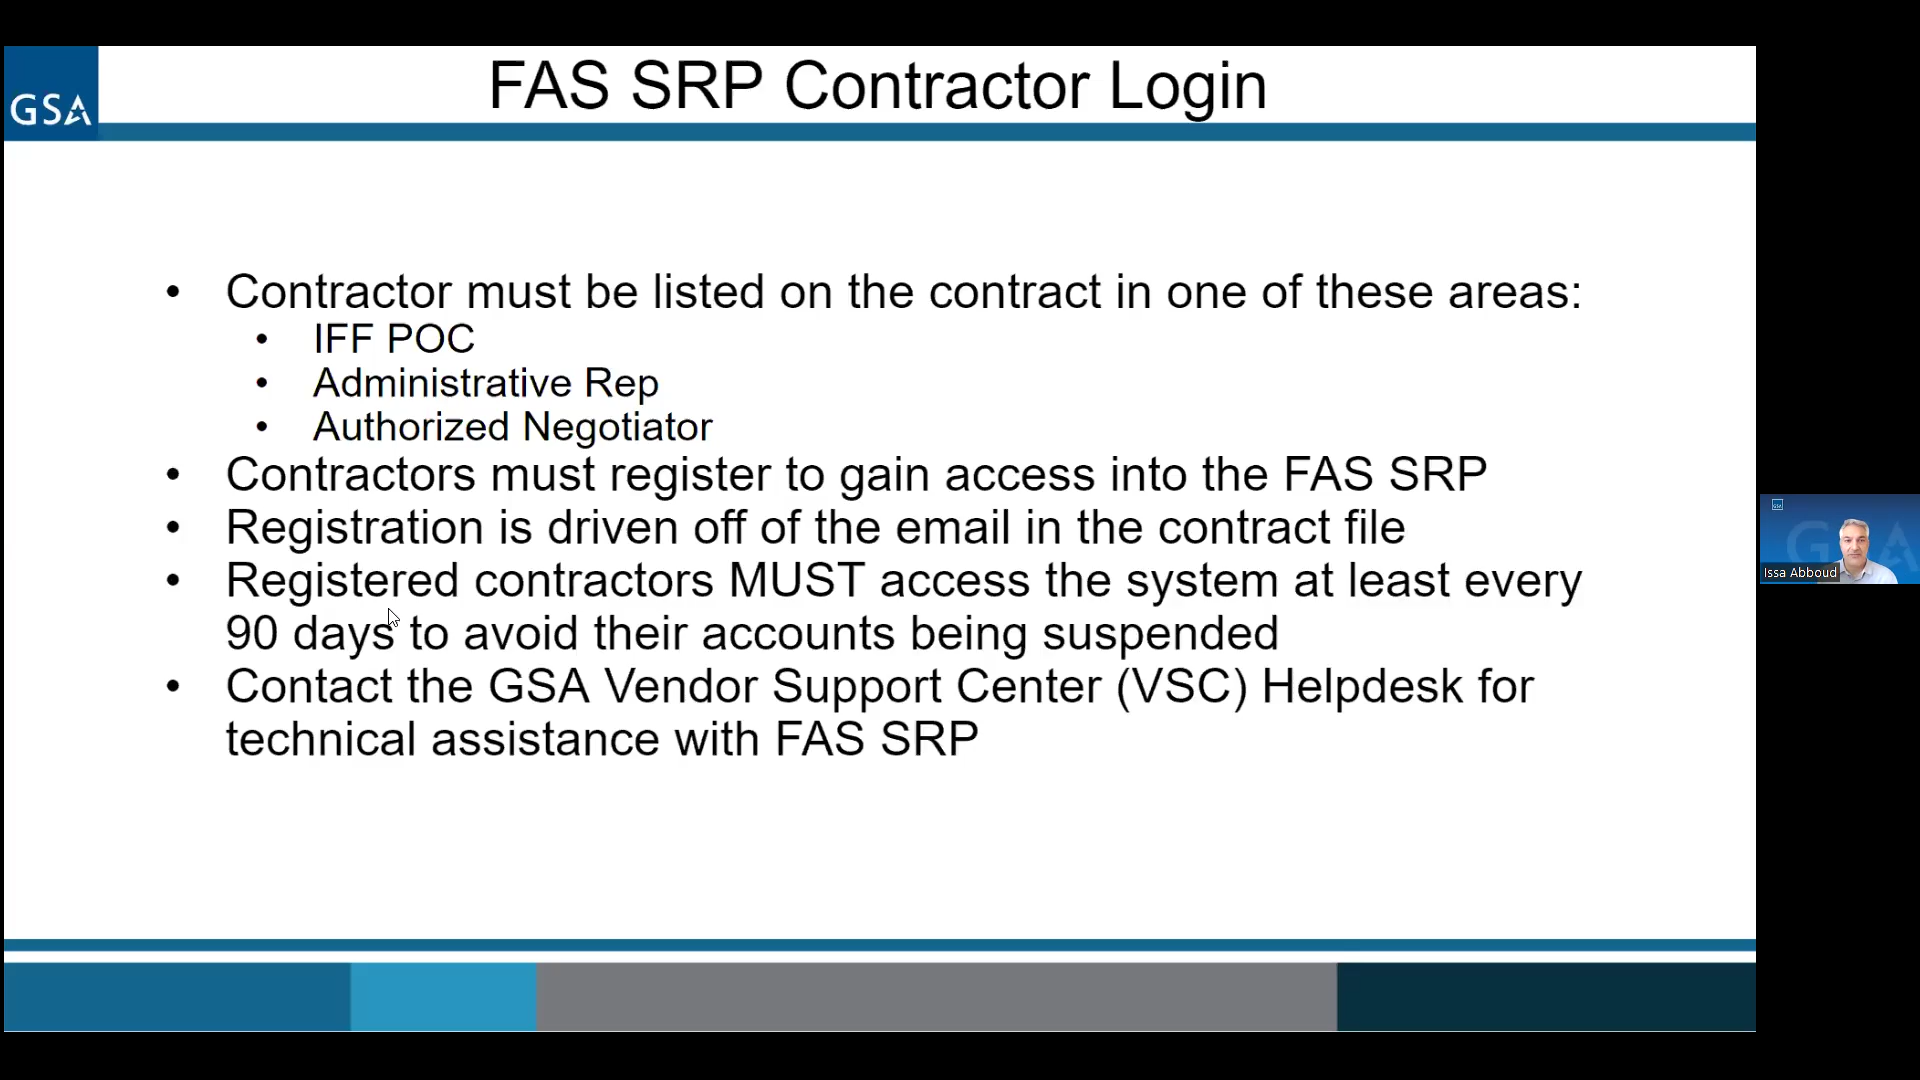 FAS SRP Contractor Login
GSA
• Contractor must be listed on the contract in one of these areas:
• IFF POC
• Administrative Rep
• Authorized Negotiator
• Contractors must register to gain access into the FAS SRP
• Registration is driven off of the email in the contract file
• Registered contractors MUST access the system at least every
90 days to avoid their accounts being suspended
• Contact the GSA Vendor Support Center (VSC) Helpdesk for
technical assistance with FAS SRP
GSA
Issa Abboud